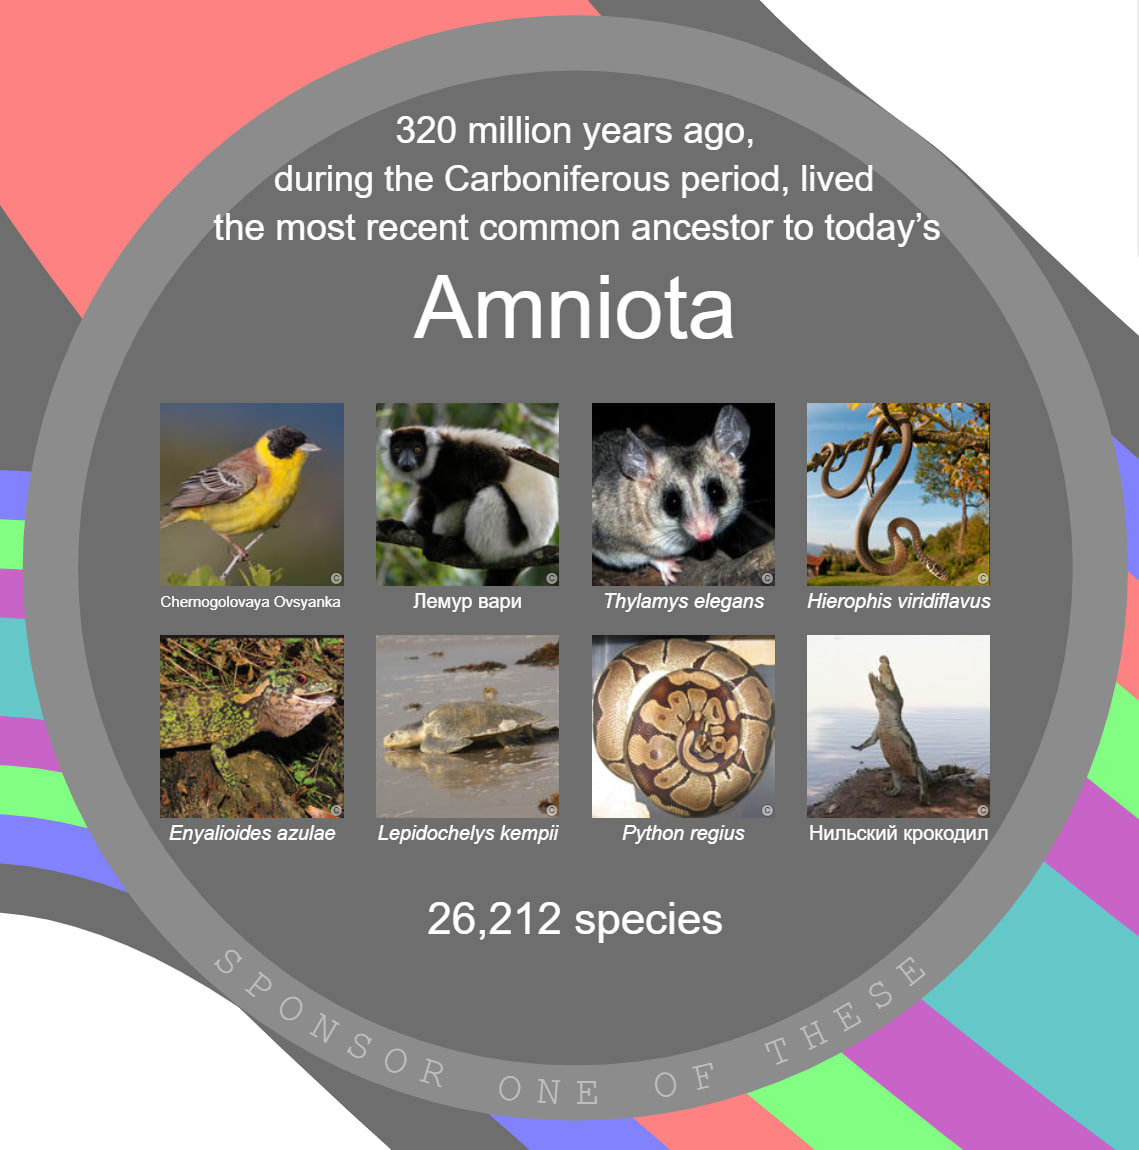 320 million years ago,
during the Carboniferous period, lived
the most recent common ancestor to today’s
Amniota
Chernogolovaya Ovsyanka
Лемур вари
Thylamys elegans
Hierophis viridiflavus
Enyalioides azulae
Lepidochelys kempii
Python regius
Нильский крокодил
26,212 species
SPONSOR ONE OF THESE